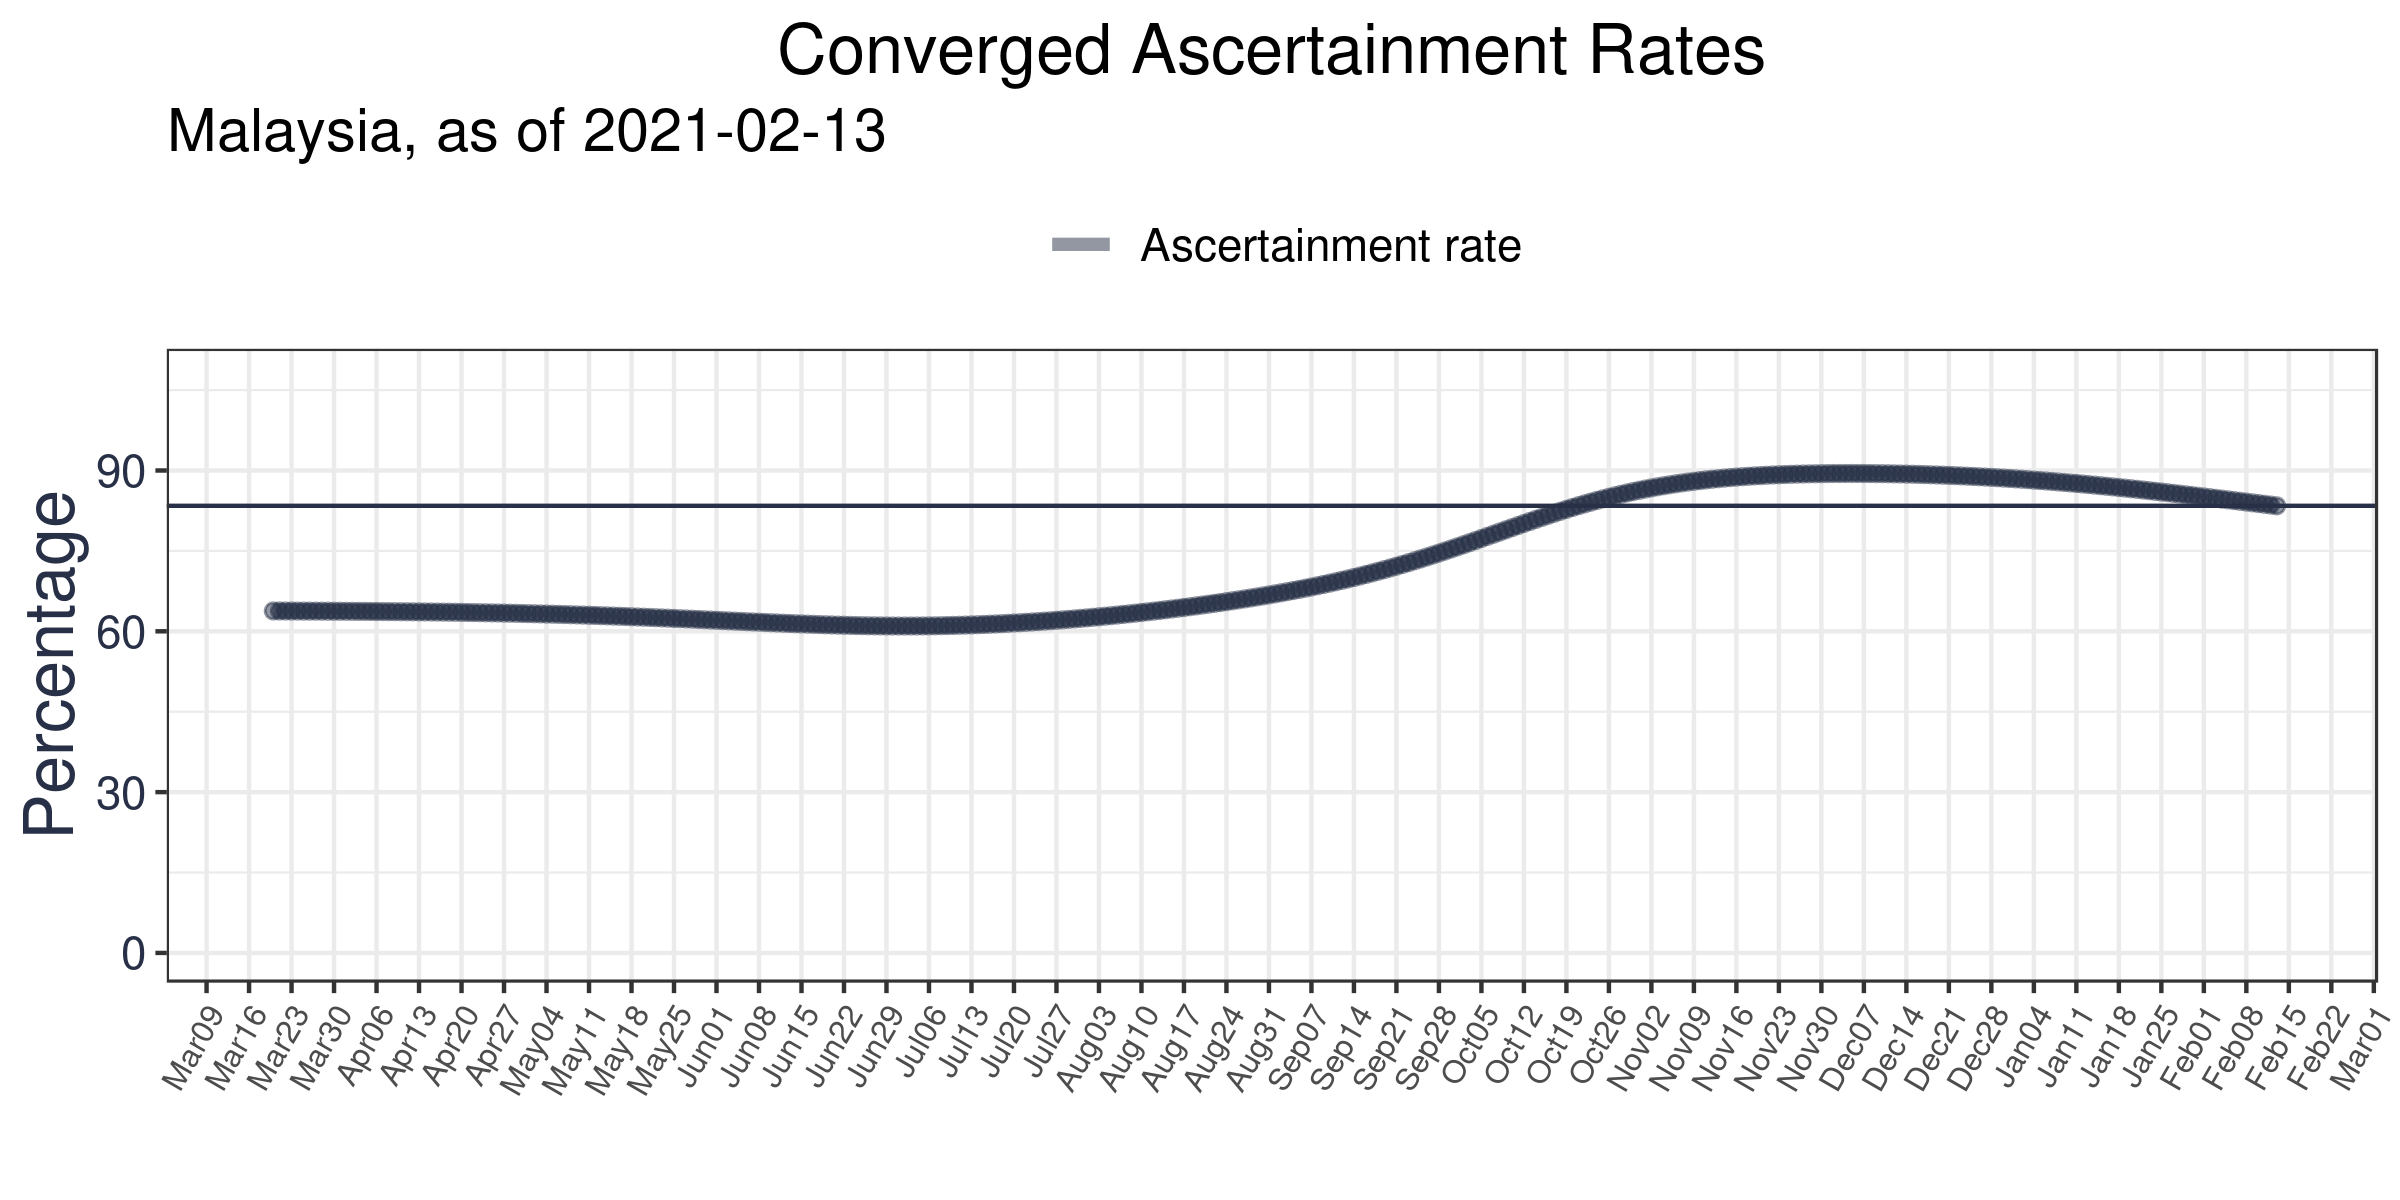 Converged Ascertainment Rates
Malaysia, as of 2021-02-13
Ascertainment rate
Percentage
90
60
30
0
Mar09 Mar16 Mar23 Mar30 Apr06 Apr13 Apr20 Apr27 May04 May11 May18 May25 Jun01 Jun08 Jun15 Jun22 Jun29 Jul06 Jul13 Jul20 Jul27 Aug03 Aug10 Aug17 Aug24 Aug31 Sep07 Sep14 Sep21 Sep28 Oct05 Oct12 Oct19 Oct26 Nov02 Nov09 Nov16 Nov23 Nov30 Dec07 Dec14 Dec21 Dec28 Jan04 Jan11 Jan18 Jan25 Feb01 Feb08 Feb15 Feb22 Mar01